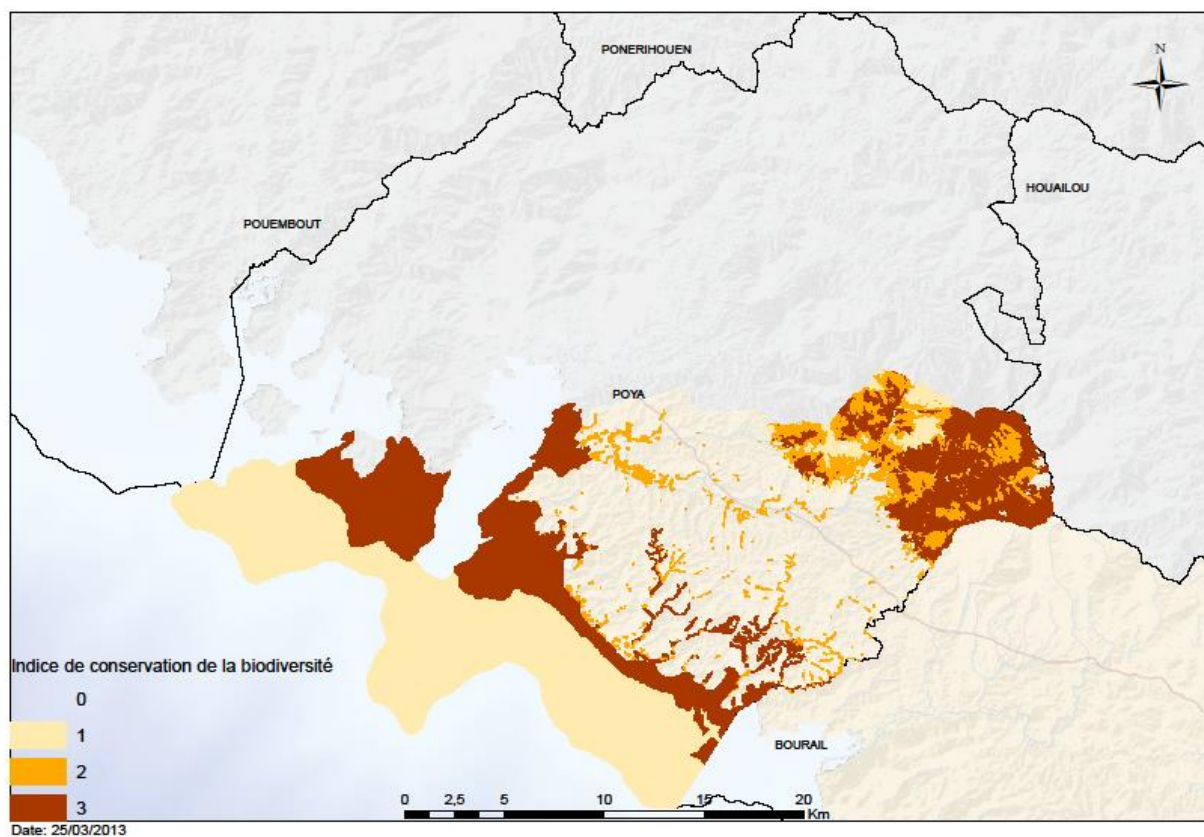 PONERIHOUEN
N
HOUAILOU
POUEMBOUT
POYA
Indice de conservation de la biodiversité
0
1
2
3
BOURAIL
0 2,5 5 10 15 20
Km
Date: 25/03/2013